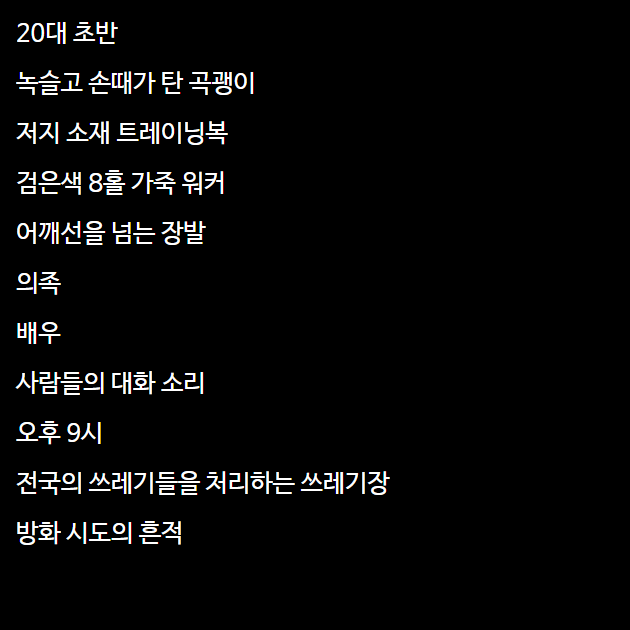 20대 초반
녹슬고 손때가 탄 곡괭이
저지 소재 트레이닝복
검은색 8홀 가죽 워커
어깨선을 넘는 장발
의족
배우
사람들의 대화 소리
오후 9시
전국의 쓰레기들을 처리하는 쓰레기장
방화 시도의 흔적